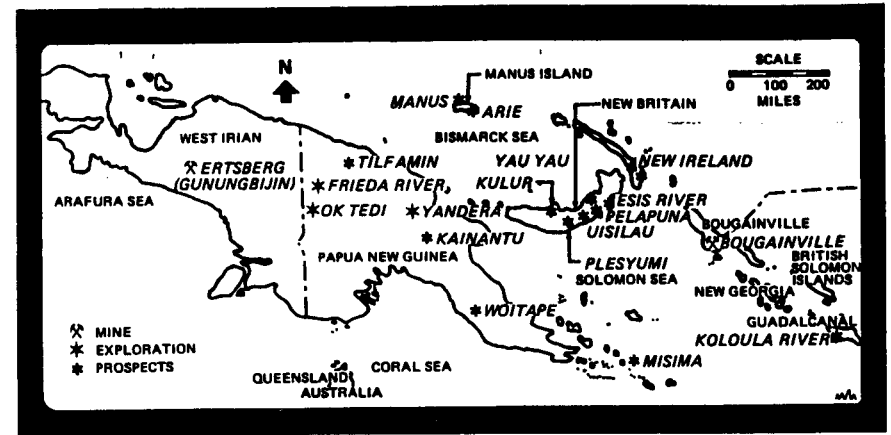 N
MANUS ISLAND
SCALE
0 100 200
MILES
MANUS
ARIE
NEW BRITAIN
WEST IRIAN
BISMARCK SEA
ERTSBERG
(GUNUNGBIJIN)
TILFAMIN
YAU YAU
NEW IRELAND
FRIEDA RIVER
KULUR
ARAFURA SEA
OK TEDI
YANDERA
TESIS RIVER
PELAPUNA
UISILAU
KAINANTU
BOUGAINVILLE
BOUGAINVILLE
PAPUA NEW GUINEA
PLESYUMI
SOLOMON SEA
BRITISH
SOLOMON
ISLANDS
NEW GEORGIA
WOITAPE
GUADALCANAL
KOLOULA RIVER
MINE
EXPLORATION
PROSPECTS
MISIMA
CORAL SEA
QUEENSLAND
AUSTRALIA